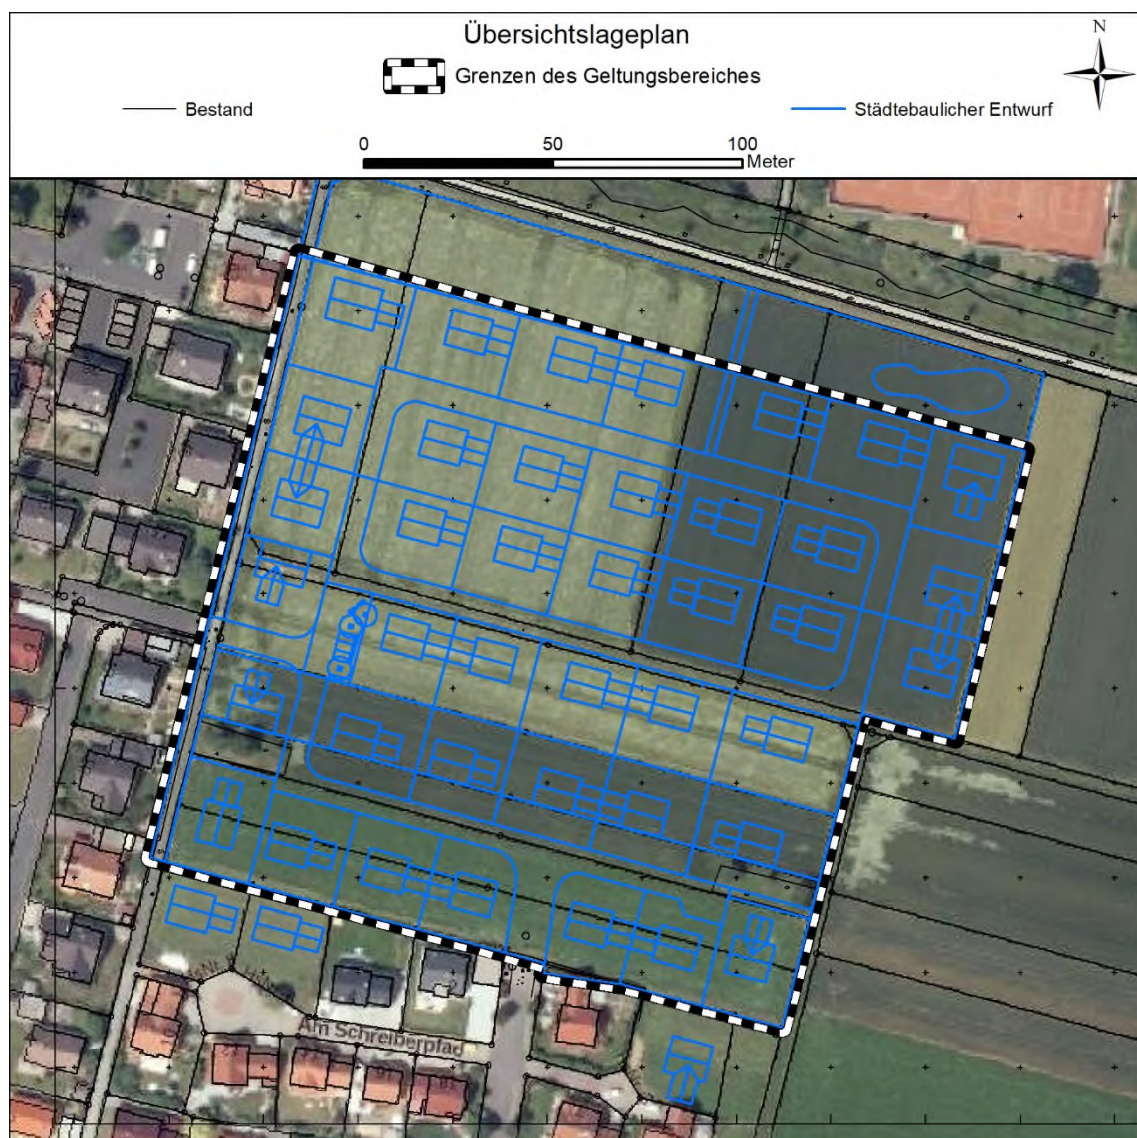 Übersichtslageplan
N
Grenzen des Geltungsbereiches
Bestand
Städtebaulicher Entwurf
0 50 100
Meter
Am Schreiberpfad